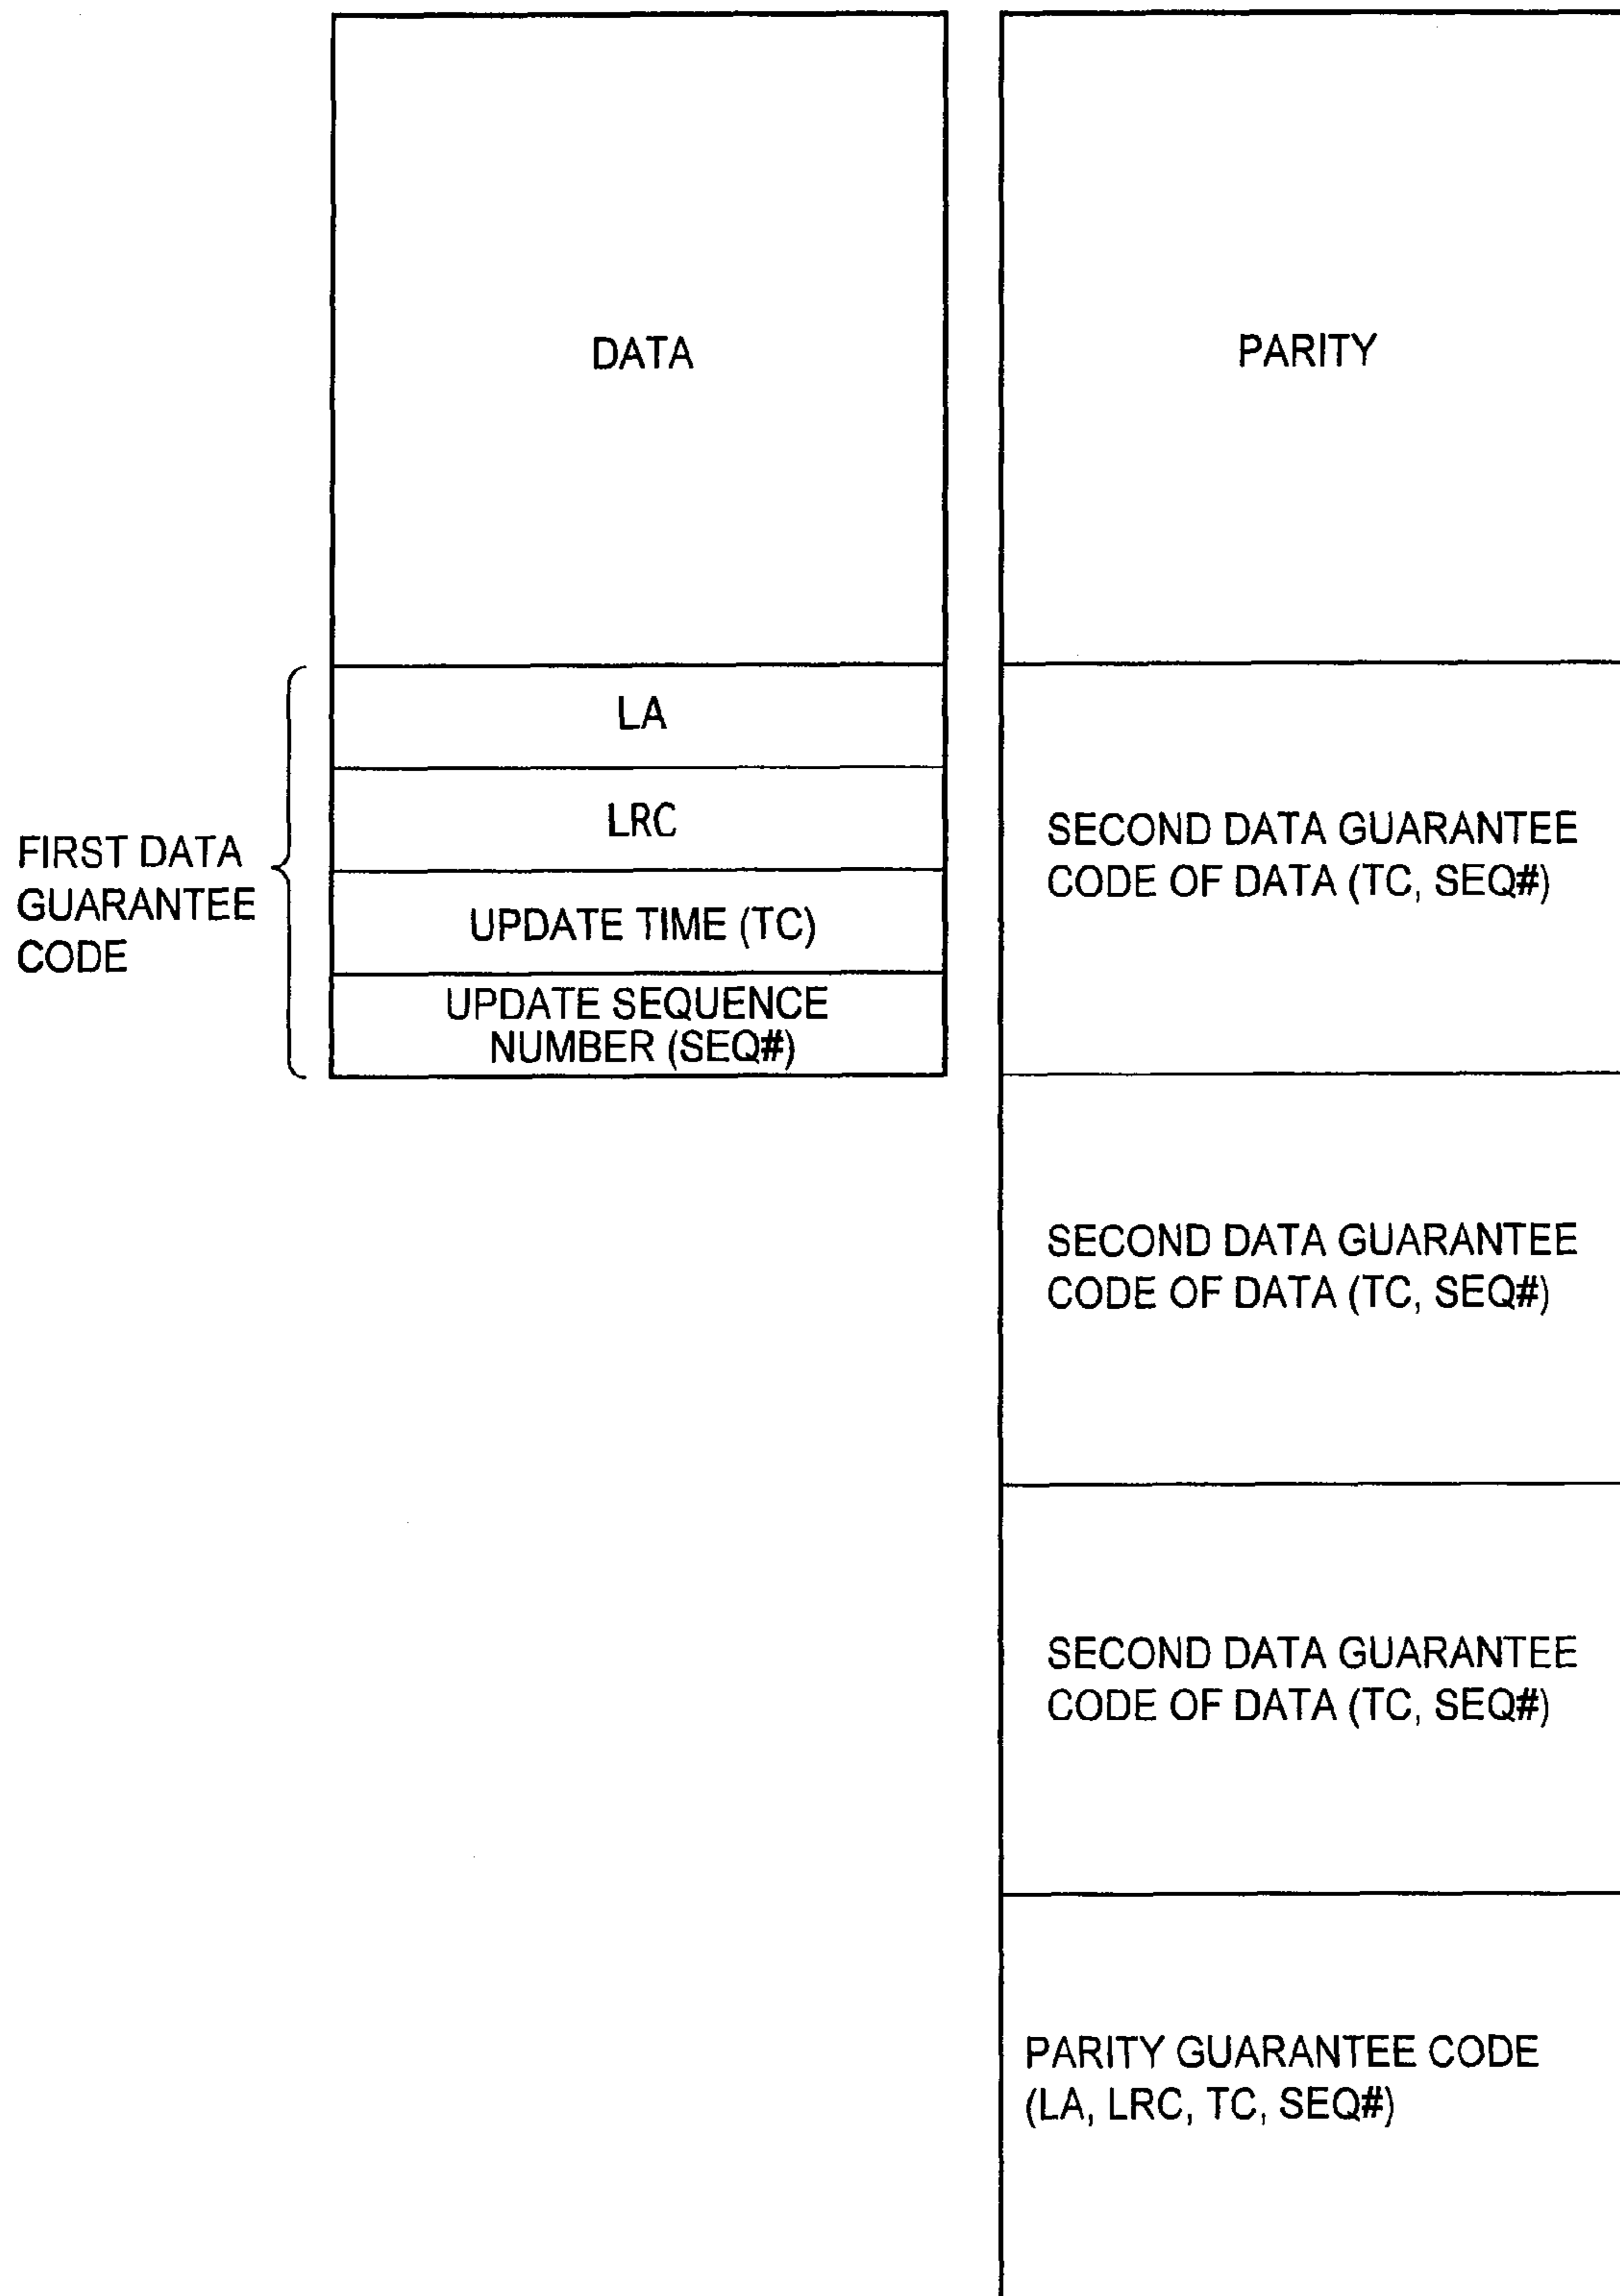 DATA
PARITY
FIRST DATA
GUARANTEE
CODE
LA
LRC
UPDATE TIME (TC)
UPDATE SEQUENCE
NUMBER (SEQ#)
SECOND DATA GUARANTEE
CODE OF DATA (TC, SEQ#)
SECOND DATA GUARANTEE
CODE OF DATA (TC, SEQ#)
SECOND DATA GUARANTEE
CODE OF DATA (TC, SEQ#)
PARITY GUARANTEE CODE
(LA, LRC, TC, SEQ#)